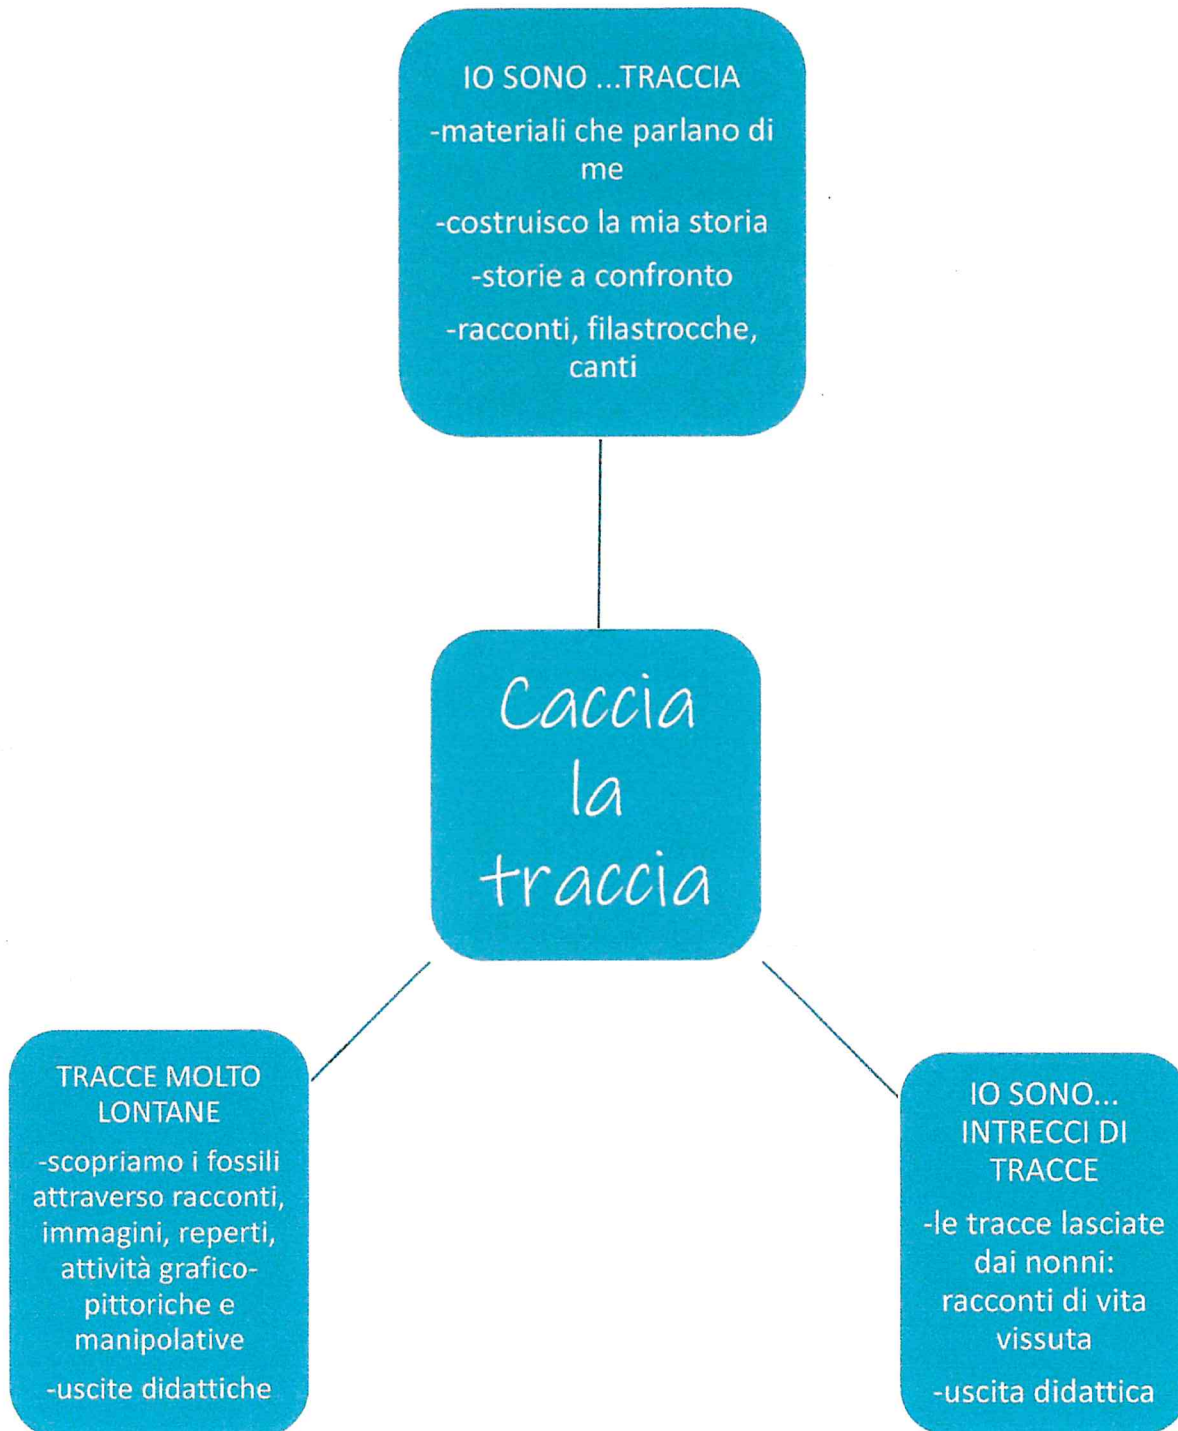 IO SONO ...TRACCIA
-materiali che parlano di
me
-costruisco la mia storia
-storie a confronto
-racconti, filastrocche,
canti
Caccia
la
traccia
TRACCE MOLTO
LONTANE
-scopriamo i fossili
attraverso racconti,
immagini, reperti,
attività grafico-
pittoriche e
manipolative
-uscite didattiche
IO SONO...
INTRECCI DI
TRACCE
-le tracce lasciate
dai nonni:
racconti di vita
vissuta
-uscita didattica